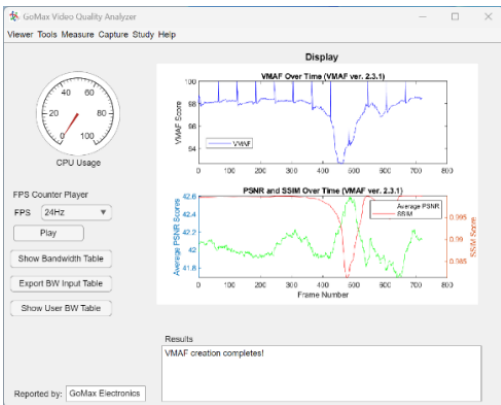 GoMax Video Quality Analyzer
Viewer Tools Measure Capture Study Help
Display
VMAF Over Time (VMAF ver. 2.3.1)
100
98
96
54
VMAF Score
VMAF
0 100 200 300 400 500 600 700 800
40 60
20 80
0 100
CPU Usage
FPS Counter Player
FPS 24Hz
Play
Show Bandwidth Table
Export BW Input Table
Show User BW Table
PSNR and SSIM Over Time (VMAF ver. 2.3.1)
42.6
42.4
42.2
42
41.8
Average PSNR Scores
Average PSNR
SSIM
0.995
0.99
0.985
SSIM Score
0 100 200 300 400 500 600 700 800
Frame Number
Results
VMAF creation completes!
Reported by: GoMax Electronics